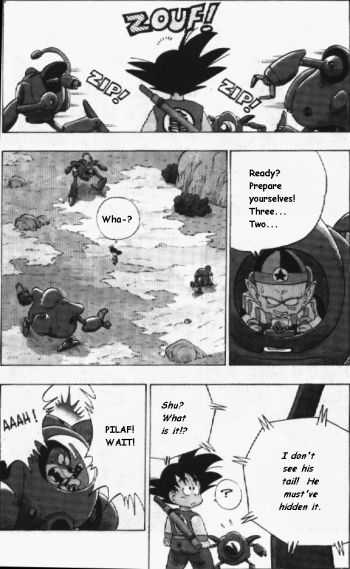 ZOUF!
ZIP!
ZIP!
Wha-?
Ready?
Prepare
yourselves!
Three...
Two...
AAAH!
PILAF!
WAIT!
Shu?
What
is it!?
?
I don't
see his
tail! He
must've
hidden it.